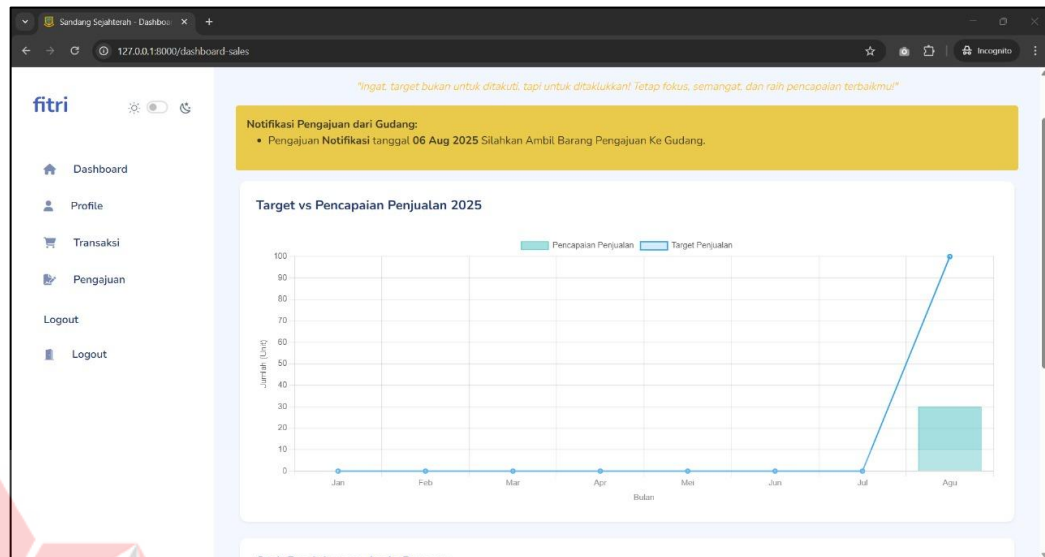 Sandang Sejahterah - Dashboa
127.0.0.1:8000/dashboard-sales
Incognito
fitri
Dashboard
Profile
Transaksi
Pengajuan
Logout
Logout
"Ingat, target bukan untuk ditakuti, tapi untuk ditaklukkan! Tetap fokus, semangat, dan raih pencapaian terbaikmu!"
Notifikasi Pengajuan dari Gudang:
• Pengajuan Notifikasi tanggal 06 Aug 2025 Silahkan Ambil Barang Pengajuan Ke Gudang.
Target vs Pencapaian Penjualan 2025
Pencapaian Penjualan Target Penjualan
100
90
80
70
60
50
40
30
20
10
0
Jumlah (Unit)
Jan Feb Mar Apr Mei Jun Jul Agu
Bulan